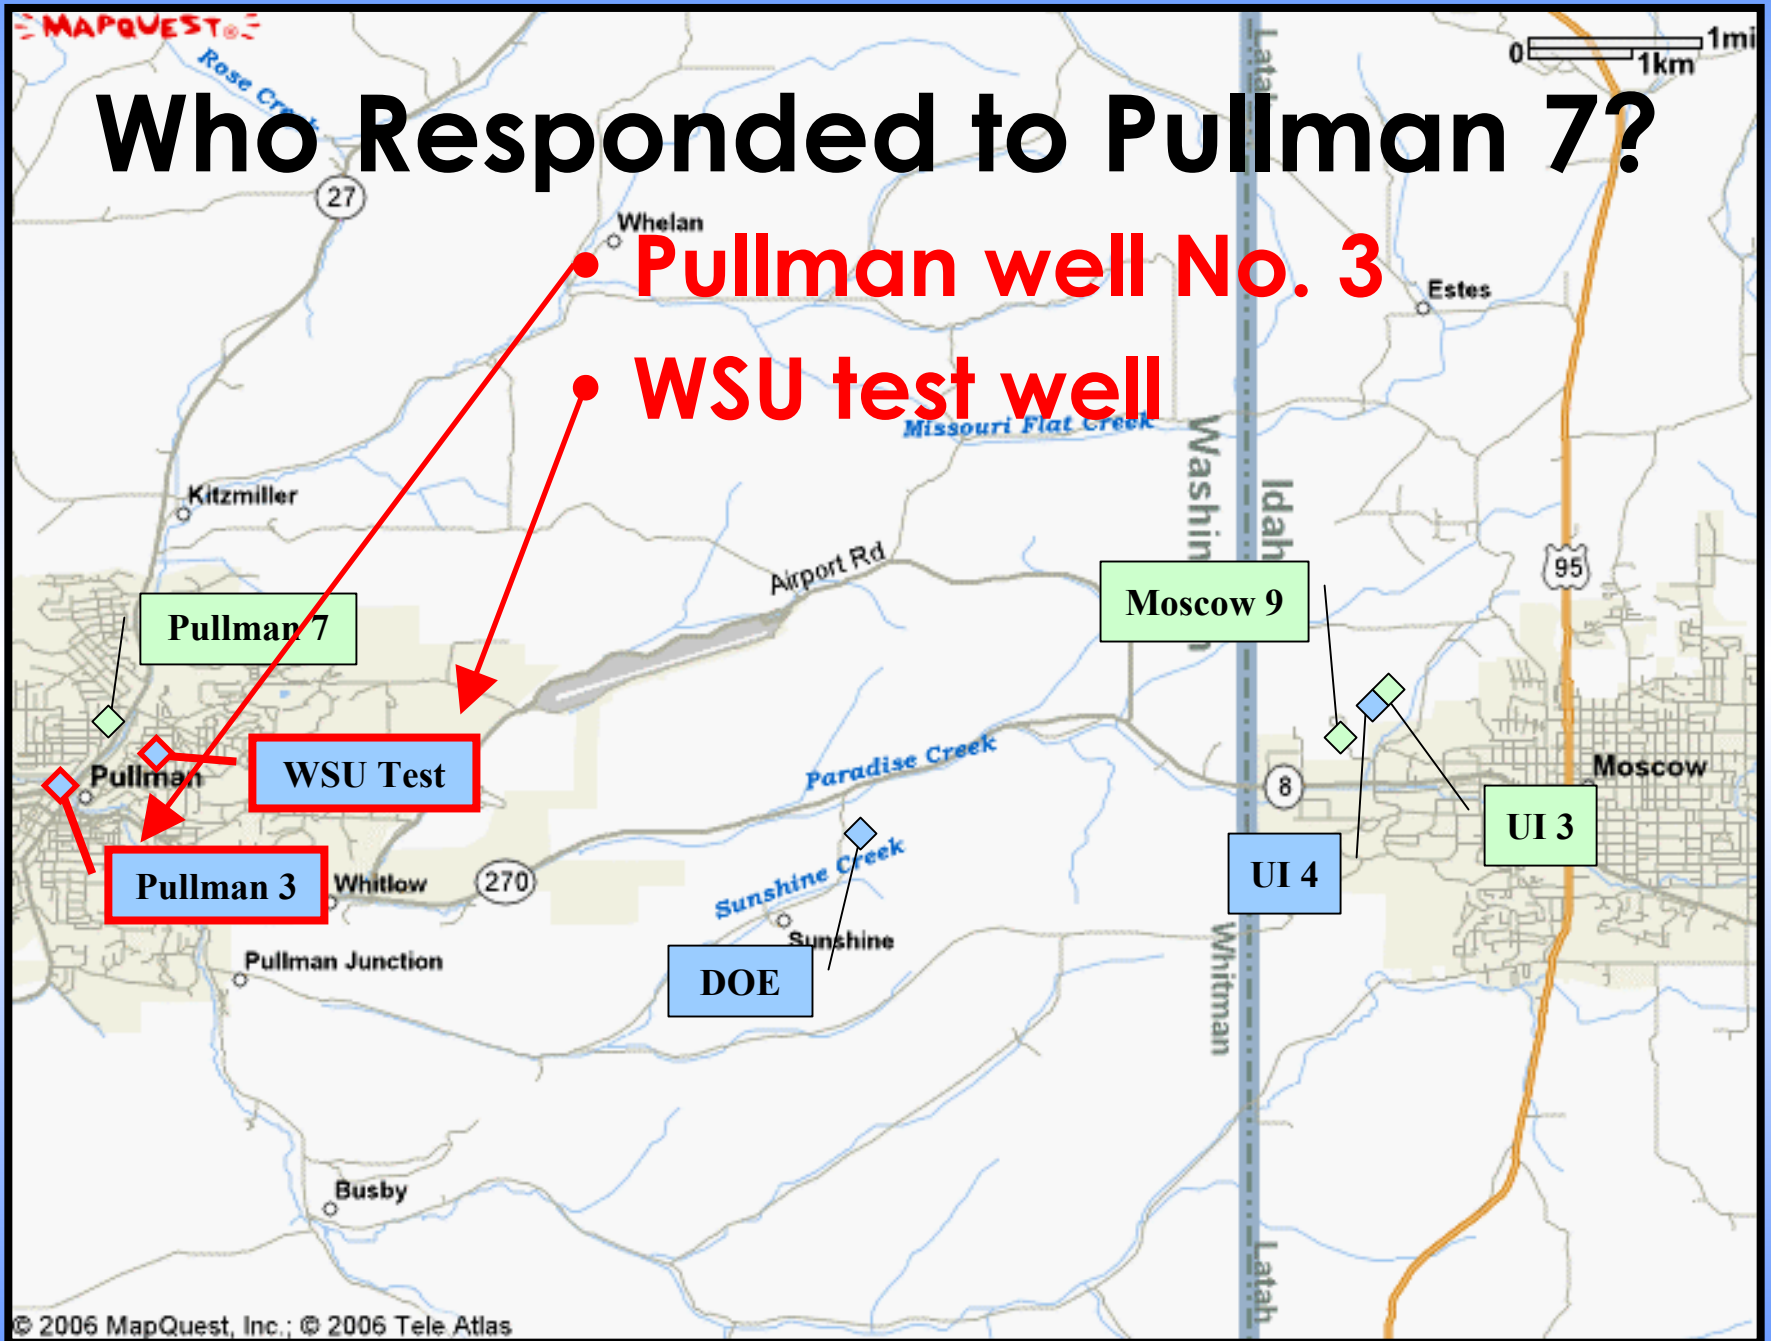 MAPQUEST®
0 1mi
1km
Rose Creek
Latah
Who Responded to Pullman 7?
27
Whelan
• Pullman well No. 3
Estes
• WSU test well
Missouri Flat Creek
Washin
Idah
Kitzmiller
Airport Rd
95
Moscow 9
Pullman 7
WSU Test
Pullman
Paradise Creek
8
Moscow
UI 3
UI 4
Pullman 3
Whitlow
270
Sunshine Creek
Sunshine
DOE
Pullman Junction
Whitman
Busby
Latah
© 2006 MapQuest, Inc.; © 2006 Tele Atlas